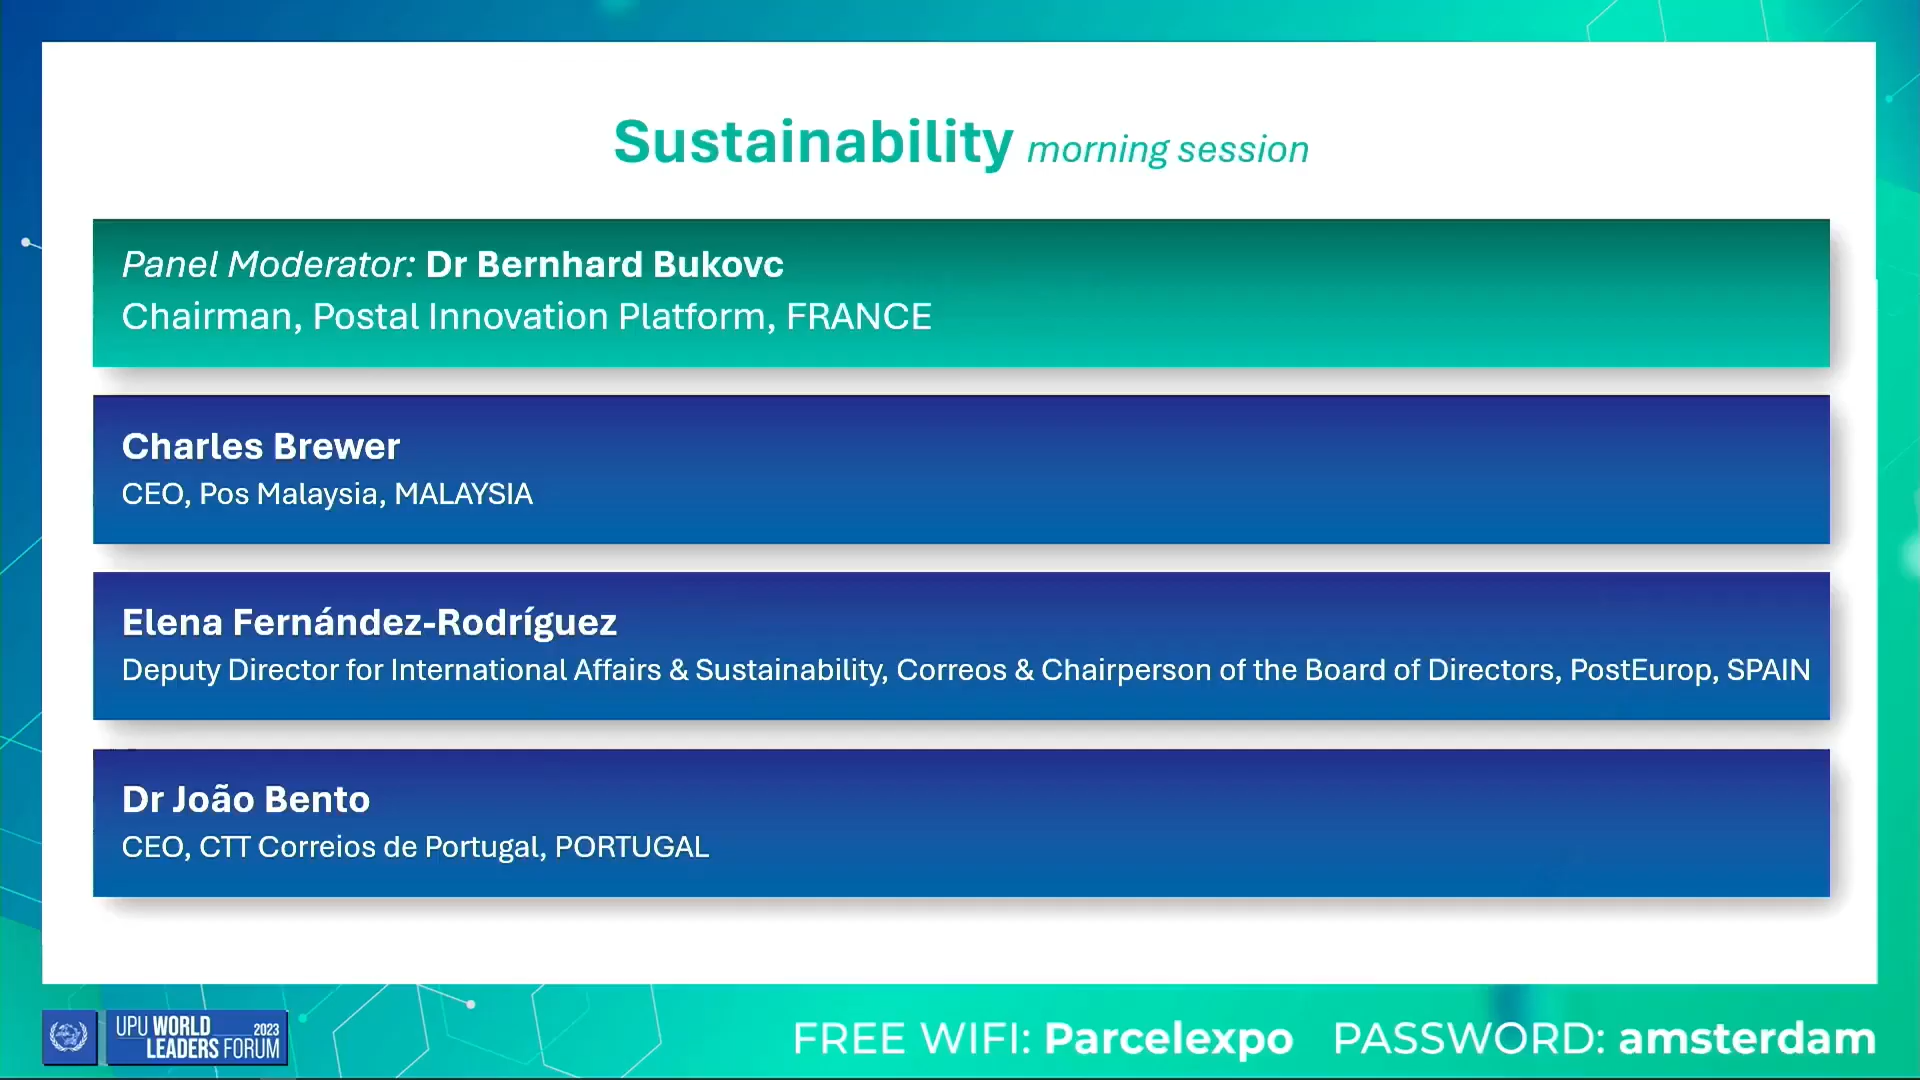 Sustainability morning session
Panel Moderator: Dr Bernhard Bukovc
Chairman, Postal Innovation Platform, FRANCE
Charles Brewer
CEO, Pos Malaysia, MALAYSIA
Elena Fernández-Rodríguez
Deputy Director for International Affairs & Sustainability, Correos & Chairperson of the Board of Directors, PostEurop, SPAIN
Dr João Bento
CEO, CTT Correios de Portugal, PORTUGAL
UPU WORLD 2023
LEADERS FORUM
FREE WIFI: Parcelexpo PASSWORD: amsterdam